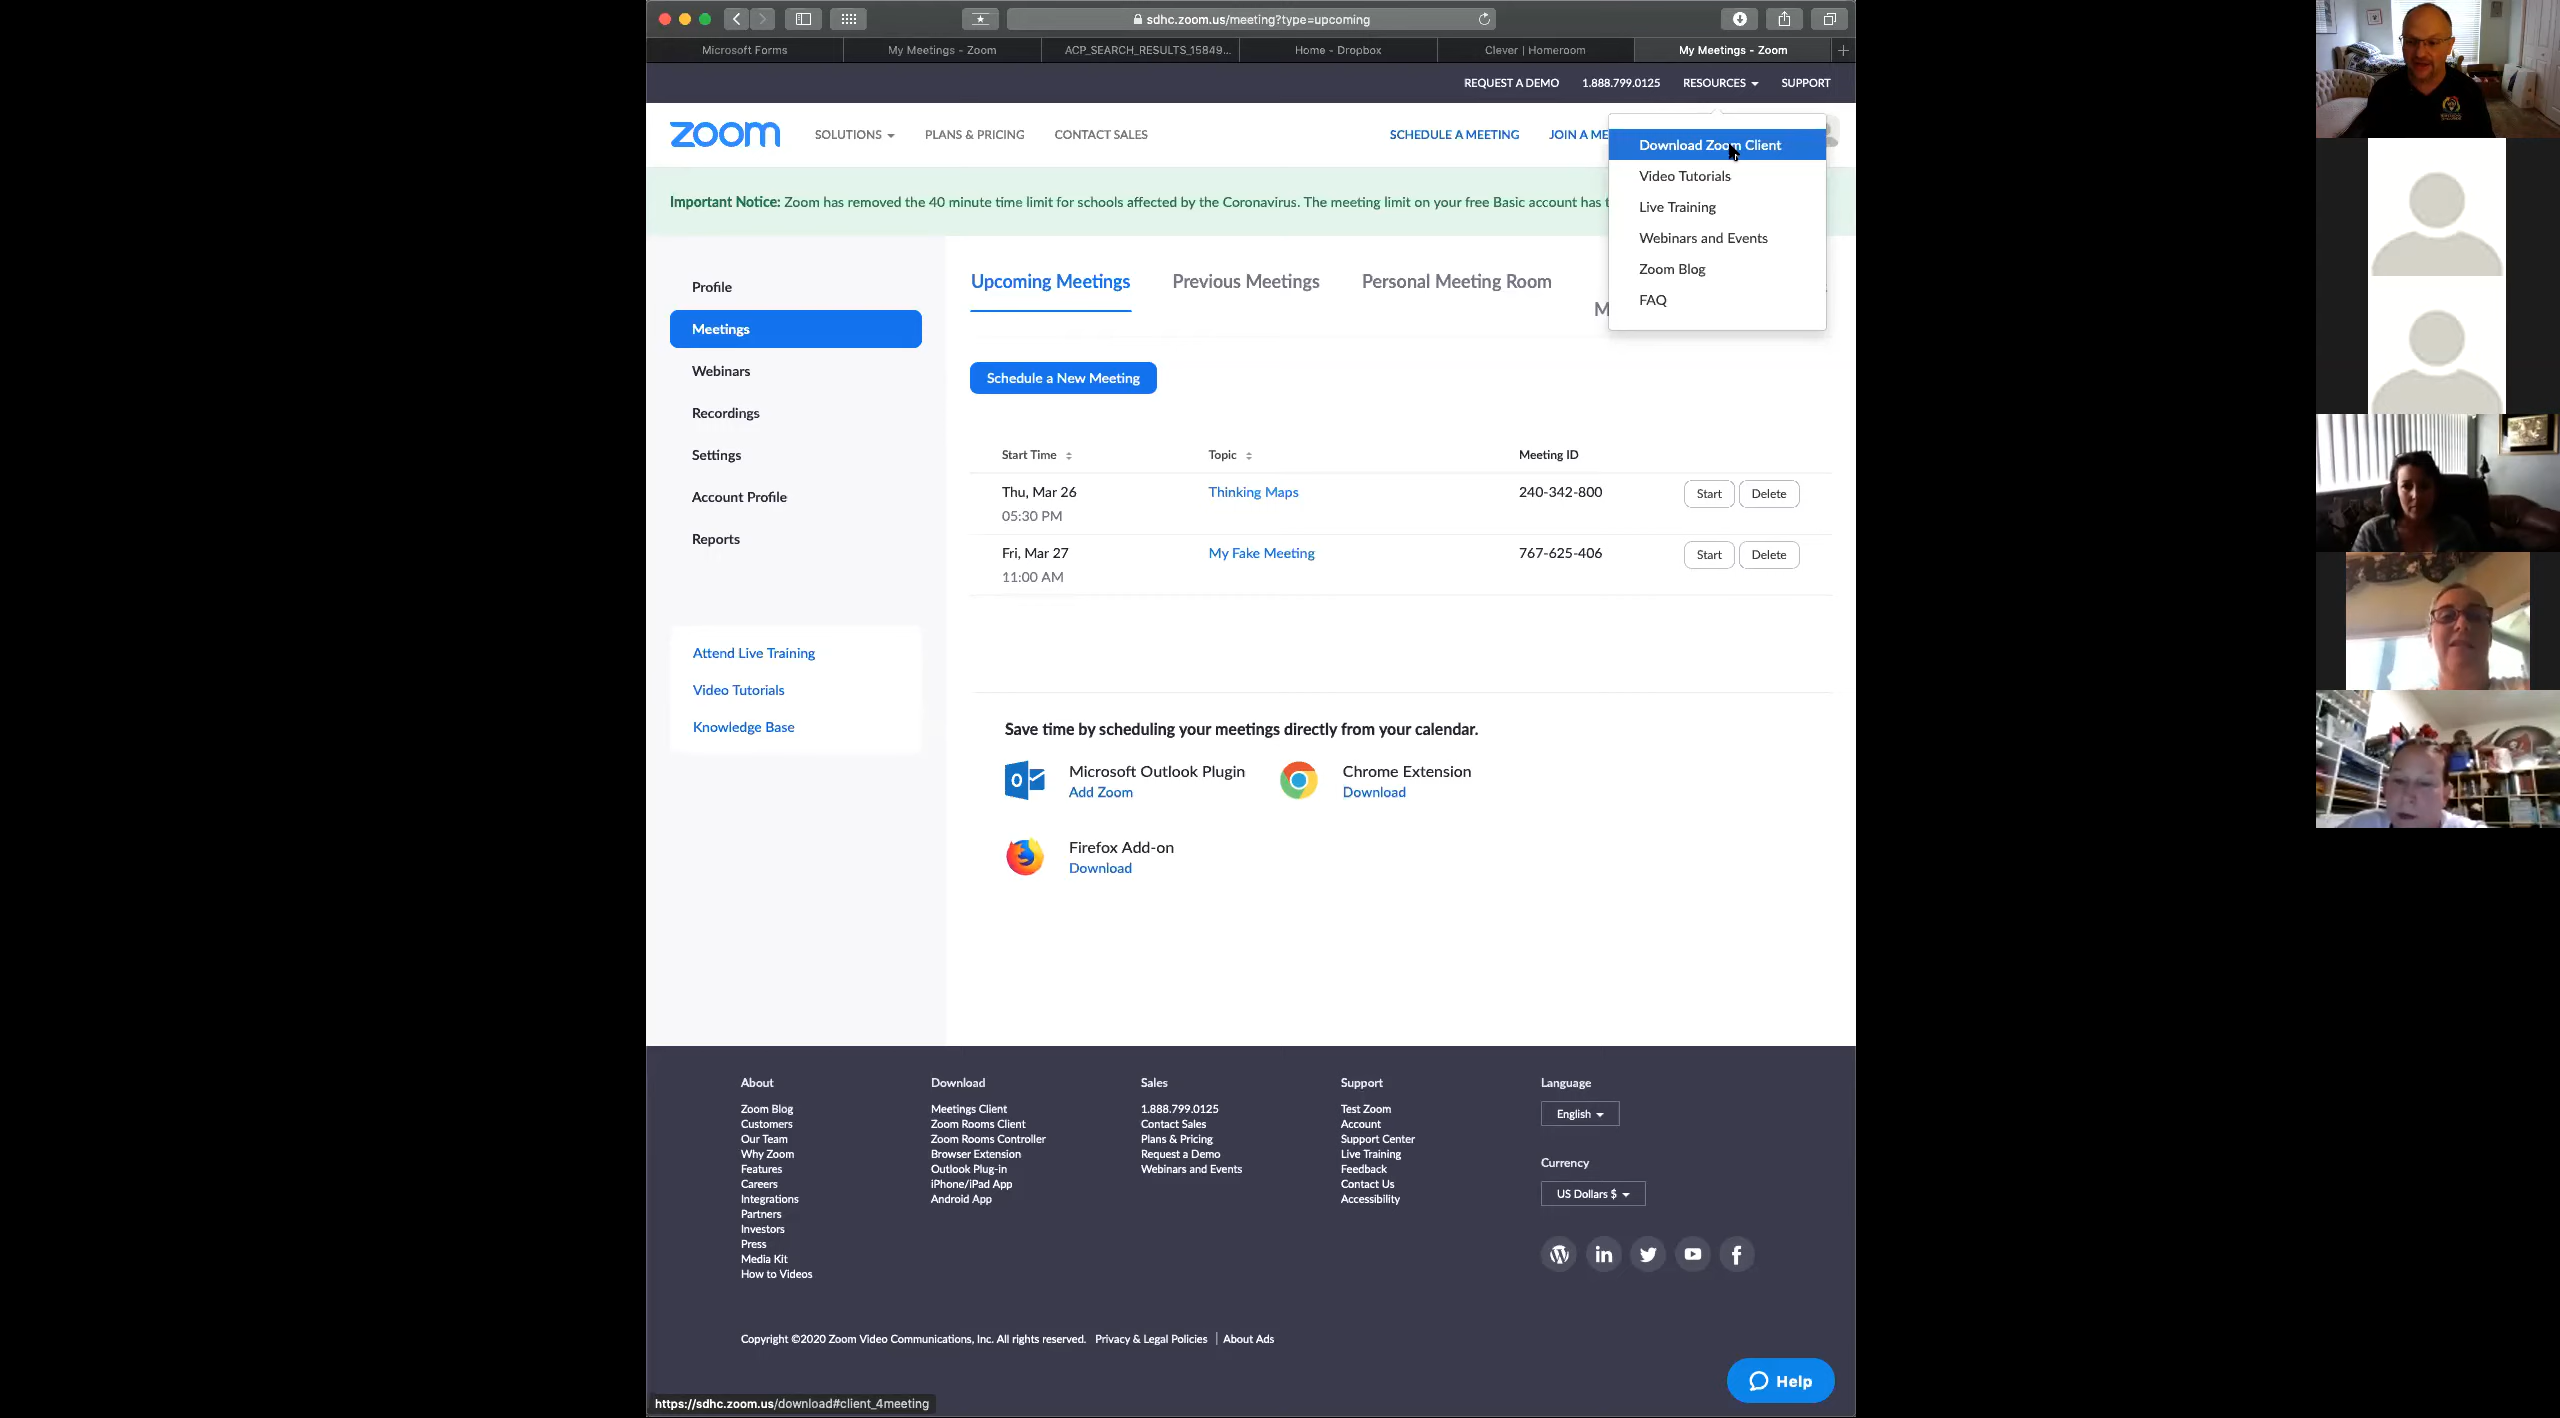 sdhc.zoom.us/meeting?type=upcoming
Microsoft Forms
My Meetings - Zoom
ACP_SEARCH_RESULTS_15849...
Home - Dropbox
Clever | Homeroom
My Meetings - Zoom
REQUEST A DEMO
1.888.799.0125
RESOURCES
SUPPORT
zoom
SOLUTIONS
PLANS & PRICING
CONTACT SALES
SCHEDULE A MEETING
JOIN A ME
Download Zoom Client
Video Tutorials
Live Training
Webinars and Events
Zoom Blog
FAQ
Important Notice: Zoom has removed the 40 minute time limit for schools affected by the Coronavirus. The meeting limit on your free Basic account has t
Profile
Meetings
Webinars
Recordings
Settings
Account Profile
Reports
Attend Live Training
Video Tutorials
Knowledge Base
Upcoming Meetings
Previous Meetings
Personal Meeting Room
M
Schedule a New Meeting
Start Time
Topic
Meeting ID
Thu, Mar 26
05:30 PM
Thinking Maps
240-342-800
Start
Delete
Fri, Mar 27
11:00 AM
My Fake Meeting
767-625-406
Start
Delete
Save time by scheduling your meetings directly from your calendar.
Microsoft Outlook Plugin
Add Zoom
Chrome Extension
Download
Firefox Add-on
Download
About
Zoom Blog
Customers
Our Team
Why Zoom
Features
Careers
Integrations
Partners
Investors
Press
Media Kit
How to Videos
Download
Meetings Client
Zoom Rooms Client
Zoom Rooms Controller
Browser Extension
Outlook Plug-in
iPhone/iPad App
Android App
Sales
1.888.799.0125
Contact Sales
Plans & Pricing
Request a Demo
Webinars and Events
Support
Test Zoom
Account
Support Center
Live Training
Feedback
Contact Us
Accessibility
Language
English
Currency
US Dollars $
Copyright ©2020 Zoom Video Communications, Inc. All rights reserved.
Privacy & Legal Policies | About Ads
Help
https://sdhc.zoom.us/download#client_4meeting